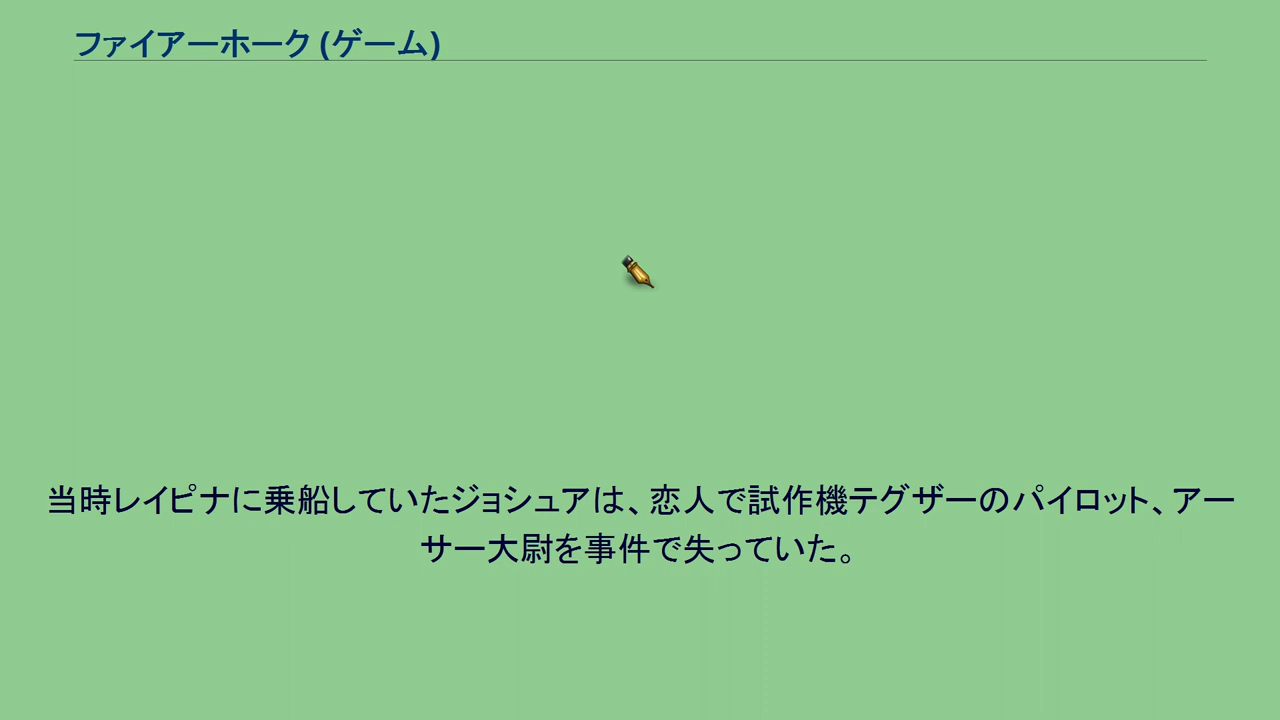 ファイアーホーク (ゲーム)
当時レイピナに乗船していたジョシュアは、恋人で試作機テグザーのパイロット、アー
サー大尉を事件で失っていた。